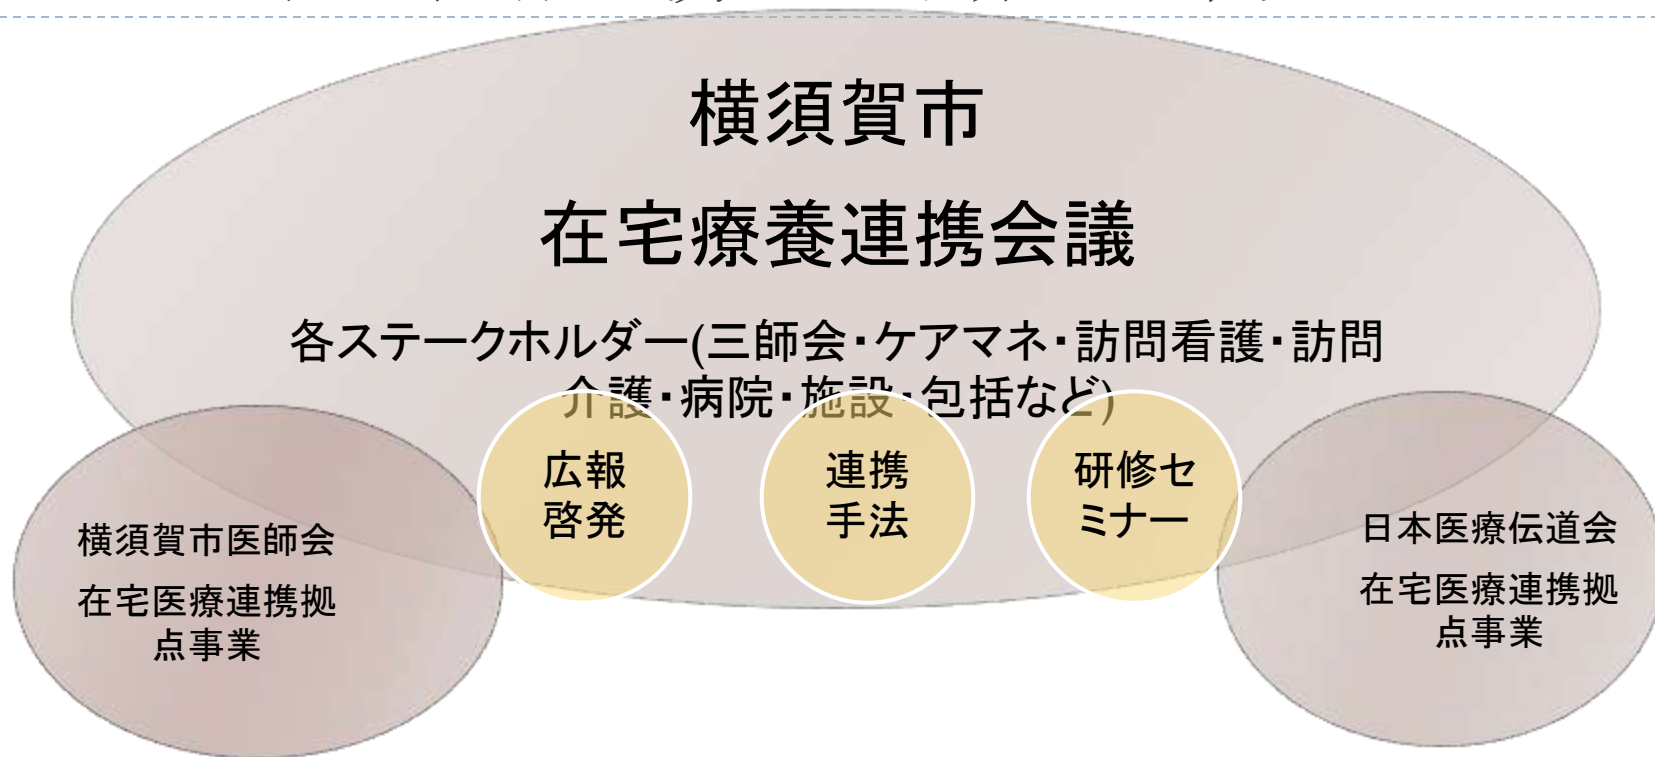 横須賀市
在宅療養連携会議
各ステークホルダー(三師会・ケアマネ・訪問看護・訪問
介護・病院・施設・包括など)
広報
啓発
連携
手法
研修セ
ミナー
横須賀市医師会
在宅医療連携拠
点事業
日本医療伝道会
在宅医療連携拠
点事業